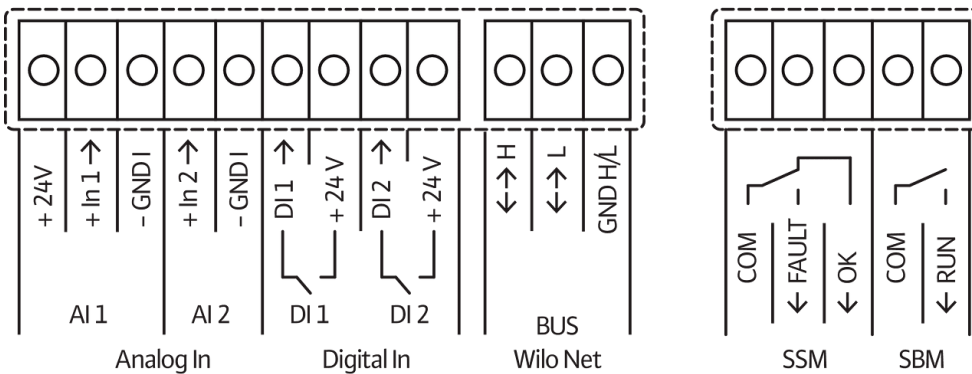 + 24V
+ In 1 →
- GND I
+ In 2 →
- GND I
DI 1 →
+ 24 V
DI 2 →
+ 24 V
↔ H
↔ L
GND H/L
COM
← FAULT
← OK
COM
← RUN
AI 1
AI 2
DI 1
DI 2
BUS
Analog In
Digital In
Wilo Net
SSM
SBM